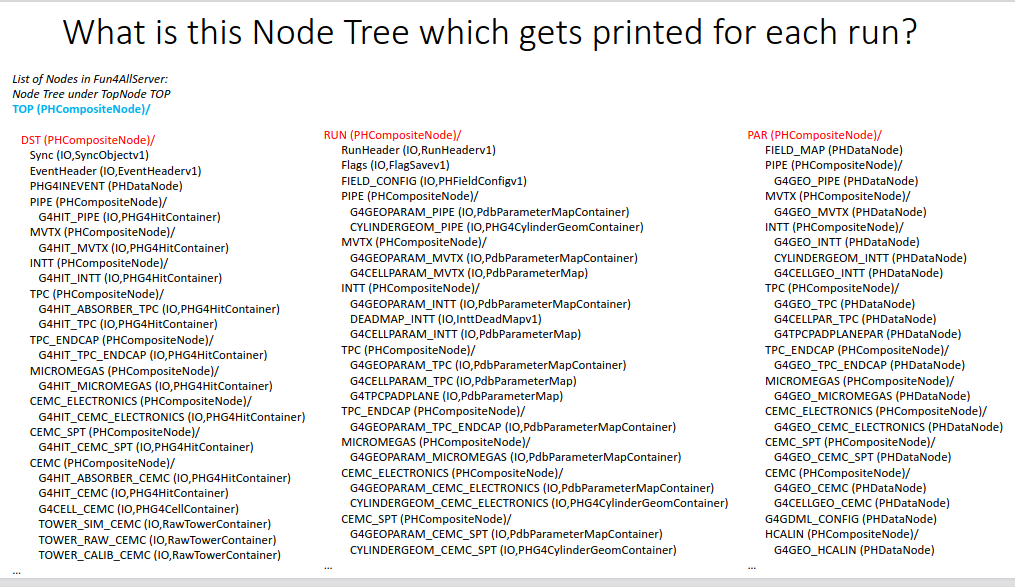 What is this Node Tree which gets printed for each run?
List of Nodes in Fun4AllServer:
Node Tree under TopNode TOP
TOP (PHCompositeNode)/
DST (PHCompositeNode)/
Sync (IO,SyncObjectv1)
EventHeader (IO,EventHeaderv1)
PHG4INEVENT (PHDataNode)
PIPE (PHCompositeNode)/
G4HIT_PIPE (IO,PHG4HitContainer)
MVTX (PHCompositeNode)/
G4HIT_MVTX (IO,PHG4HitContainer)
INTT (PHCompositeNode)/
G4HIT_INTT (IO,PHG4HitContainer)
TPC (PHCompositeNode)/
G4HIT_ABSORBER_TPC (IO,PHG4HitContainer)
G4HIT_TPC (IO,PHG4HitContainer)
TPC_ENDCAP (PHCompositeNode)/
G4HIT_TPC_ENDCAP (IO,PHG4HitContainer)
MICROMEGAS (PHCompositeNode)/
G4HIT_MICROMEGAS (IO,PHG4HitContainer)
CEMC_ELECTRONICS (PHCompositeNode)/
G4HIT_CEMC_ELECTRONICS (IO,PHG4HitContainer)
CEMC_SPT (PHCompositeNode)/
G4HIT_CEMC_SPT (IO,PHG4HitContainer)
CEMC (PHCompositeNode)/
G4HIT_ABSORBER_CEMC (IO,PHG4HitContainer)
G4HIT_CEMC (IO,PHG4HitContainer)
G4CELL_CEMC (IO,PHG4CellContainer)
TOWER_SIM_CEMC (IO,RawTowerContainer)
TOWER_RAW_CEMC (IO,RawTowerContainer)
TOWER_CALIB_CEMC (IO,RawTowerContainer)
...
RUN (PHCompositeNode)/
RunHeader (IO,RunHeaderv1)
Flags (IO,FlagSavev1)
FIELD_CONFIG (IO,PHFieldConfigv1)
PIPE (PHCompositeNode)/
G4GEOPARAM_PIPE (IO,PdbParameterMapContainer)
CYLINDERGEOM_PIPE (IO,PHG4CylinderGeomContainer)
MVTX (PHCompositeNode)/
G4GEOPARAM_MVTX (IO,PdbParameterMapContainer)
G4CELLPARAM_MVTX (IO,PdbParameterMap)
INTT (PHCompositeNode)/
G4GEOPARAM_INTT (IO,PdbParameterMapContainer)
DEADMAP_INTT (IO,InttDeadMapv1)
G4CELLPARAM_INTT (IO,PdbParameterMap)
TPC (PHCompositeNode)/
G4GEOPARAM_TPC (IO,PdbParameterMapContainer)
G4CELLPARAM_TPC (IO,PdbParameterMap)
G4TPCPADPLANE (IO,PdbParameterMap)
TPC_ENDCAP (PHCompositeNode)/
G4GEOPARAM_TPC_ENDCAP (IO,PdbParameterMapContainer)
MICROMEGAS (PHCompositeNode)/
G4GEOPARAM_MICROMEGAS (IO,PdbParameterMapContainer)
CEMC_ELECTRONICS (PHCompositeNode)/
G4GEOPARAM_CEMC_ELECTRONICS (IO,PdbParameterMapContainer)
CYLINDERGEOM_CEMC_ELECTRONICS (IO,PHG4CylinderGeomContainer)
CEMC_SPT (PHCompositeNode)/
G4GEOPARAM_CEMC_SPT (IO,PdbParameterMapContainer)
CYLINDERGEOM_CEMC_SPT (IO,PHG4CylinderGeomContainer)
...
PAR (PHCompositeNode)/
FIELD_MAP (PHDataNode)
PIPE (PHCompositeNode)/
G4GEO_PIPE (PHDataNode)
MVTX (PHCompositeNode)/
G4GEO_MVTX (PHDataNode)
INTT (PHCompositeNode)/
G4GEO_INTT (PHDataNode)
CYLINDERGEOM_INTT (PHDataNode)
G4CELLGEO_INTT (PHDataNode)
TPC (PHCompositeNode)/
G4GEO_TPC (PHDataNode)
G4CELLPAR_TPC (PHDataNode)
G4TPCPADPLANEPAR (PHDataNode)
TPC_ENDCAP (PHCompositeNode)/
G4GEO_TPC_ENDCAP (PHDataNode)
MICROMEGAS (PHCompositeNode)/
G4GEO_MICROMEGAS (PHDataNode)
CEMC_ELECTRONICS (PHCompositeNode)/
G4GEO_CEMC_ELECTRONICS (PHDataNode)
CEMC_SPT (PHCompositeNode)/
G4GEO_CEMC_SPT (PHDataNode)
CEMC (PHCompositeNode)/
G4GEO_CEMC (PHDataNode)
G4CELLGEO_CEMC (PHDataNode)
G4GDML_CONFIG (PHDataNode)
HCALIN (PHCompositeNode)/
G4GEO_HCALIN (PHDataNode)
...